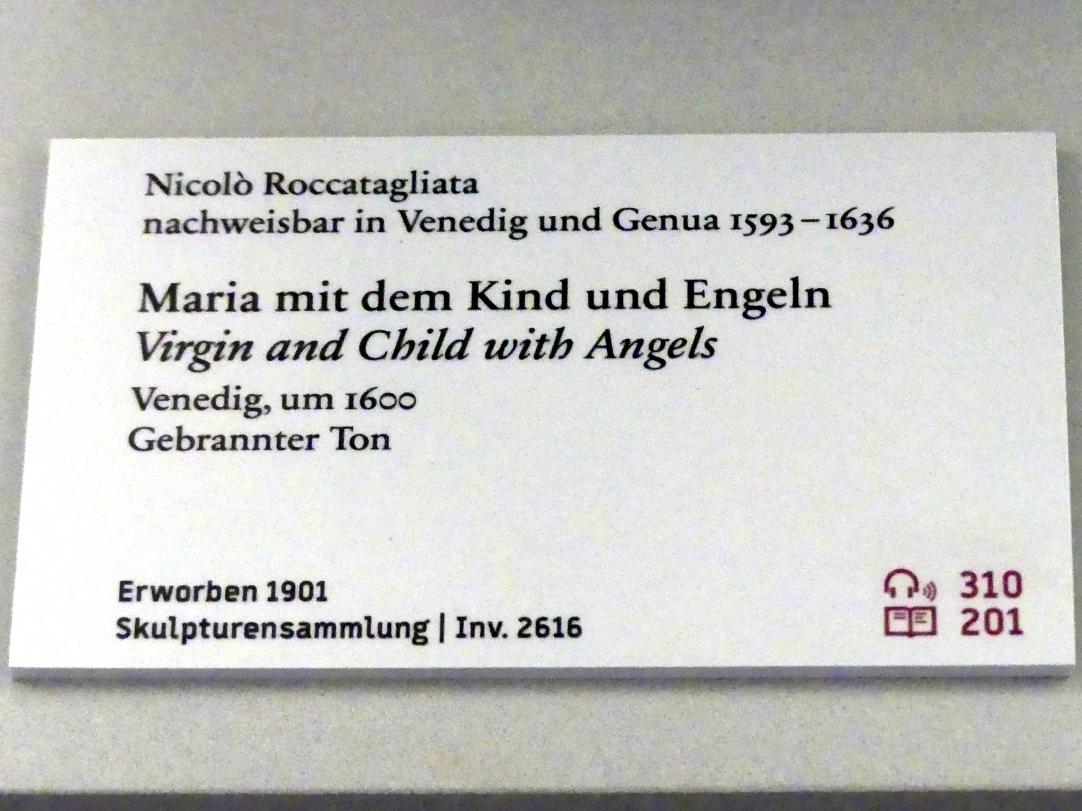 Nicolò Roccatagliata
nachweisbar in Venedig und Genua 1593–1636
Maria mit dem Kind und Engeln
Virgin and Child with Angels
Venedig, um 1600
Gebrannter Ton
Erworben 1901
Skulpturensammlung | Inv. 2616
310
201